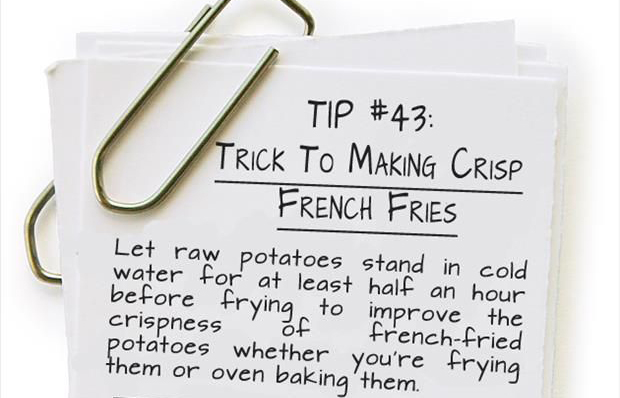 TIP #43:
TRICK TO MAKING CRISP
FRENCH FRIES
Let raw potatoes stand in cold
water for at least half an hour
before frying to improve the
crispness of french-fried
potatoes whether you're frying
them or oven baking them.